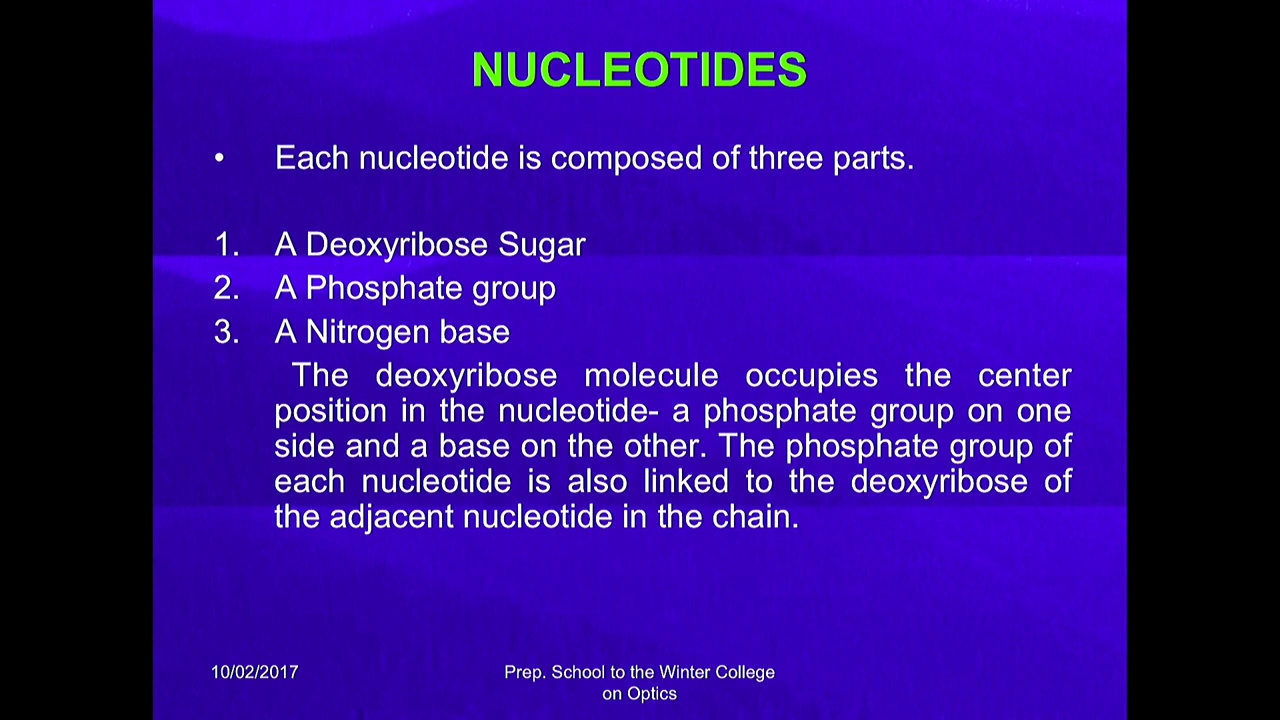 NUCLEOTIDES
• Each nucleotide is composed of three parts.
1. A Deoxyribose Sugar
2. A Phosphate group
3. A Nitrogen base
The deoxyribose molecule occupies the center
position in the nucleotide- a phosphate group on one
side and a base on the other. The phosphate group of
each nucleotide is also linked to the deoxyribose of
the adjacent nucleotide in the chain.
10/02/2017
Prep. School to the Winter College
on Optics